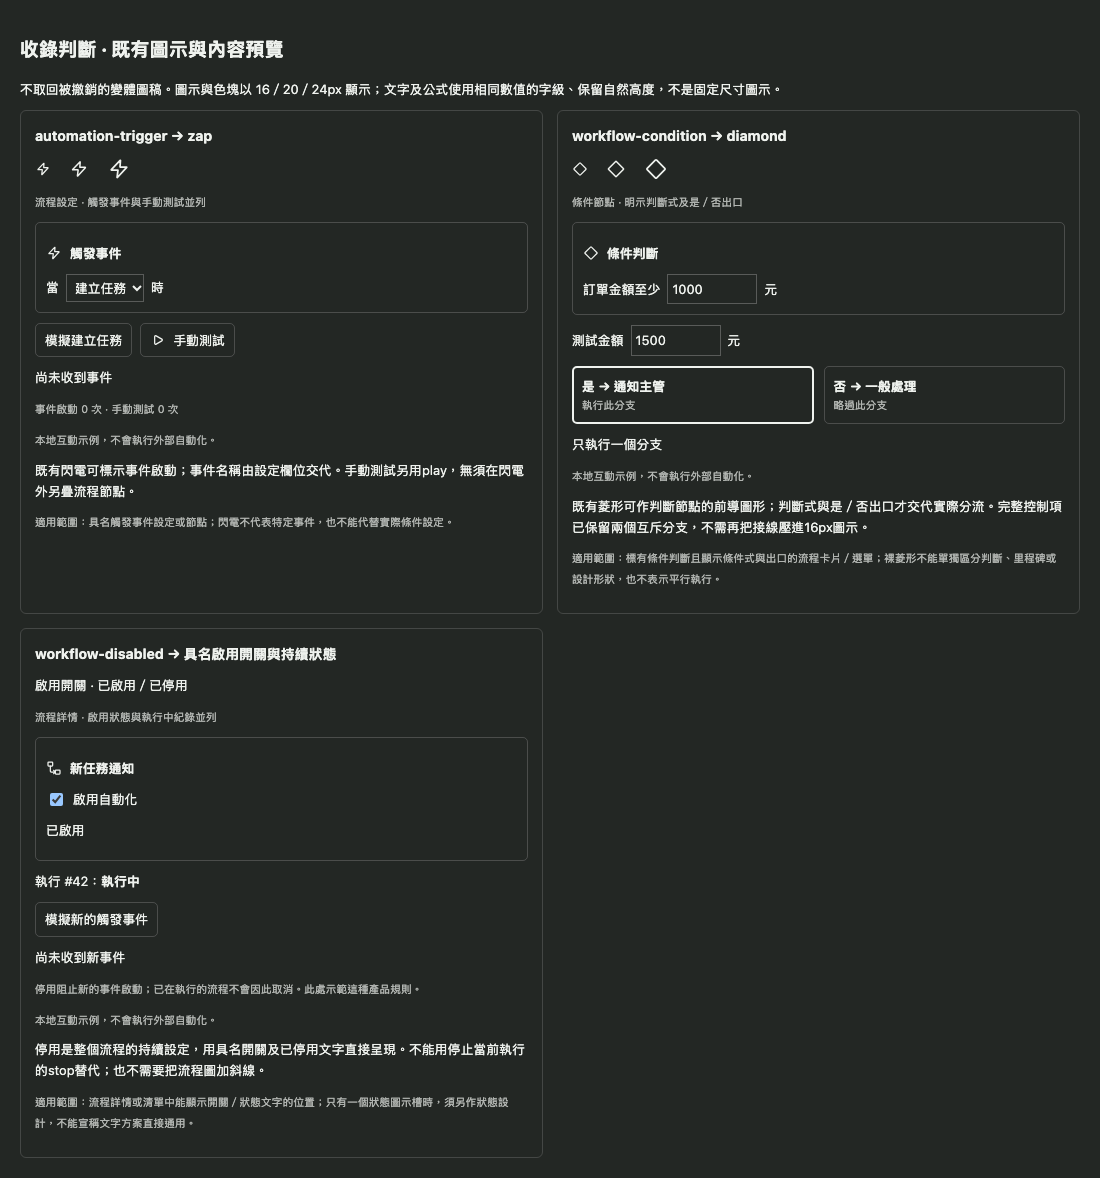 收錄判斷 · 既有圖示與內容預覽
不取回被撤銷的變體圖稿。圖示與色塊以 16 / 20 / 24px 顯示；文字及公式使用相同數值的字級、保留自然高度，不是固定尺寸圖示。
automation-trigger → zap
流程設定 · 觸發事件與手動測試並列
觸發事件
當 建立任務 時
模擬建立任務 手動測試
尚未收到事件
事件啟動 0 次 · 手動測試 0 次
本地互動示例，不會執行外部自動化。
既有閃電可標示事件啟動；事件名稱由設定欄位交代。手動測試另用play，無須在閃電
外另疊流程節點。
適用範圍：具名觸發事件設定或節點；閃電不代表特定事件，也不能代替實際條件設定。
workflow-condition → diamond
條件節點 · 明示判斷式及是 / 否出口
條件判斷
訂單金額至少 1000 元
測試金額 1500 元
是 → 通知主管
執行此分支
否 → 一般處理
略過此分支
只執行一個分支
本地互動示例，不會執行外部自動化。
既有菱形可作判斷節點的前導圖形；判斷式與是 / 否出口才交代實際分流。完整控制項
已保留兩個互斥分支，不需再把接線壓進16px圖示。
適用範圍：標有條件判斷且顯示條件式與出口的流程卡片 / 選單；裸菱形不能單獨區分判斷、里程碑或
設計形狀，也不表示平行執行。
workflow-disabled → 具名啟用開關與持續狀態
啟用開關 · 已啟用 / 已停用
流程詳情 · 啟用狀態與執行中紀錄並列
新任務通知
啟用自動化
已啟用
執行 #42：執行中
模擬新的觸發事件
尚未收到新事件
停用阻止新的事件啟動；已在執行的流程不會因此取消。此處示範這種產品規則。
本地互動示例，不會執行外部自動化。
停用是整個流程的持續設定，用具名開關及已停用文字直接呈現。不能用停止當前執行
的stop替代；也不需要把流程圖加斜線。
適用範圍：流程詳情或清單中能顯示開關 / 狀態文字的位置；只有一個狀態圖示槽時，須另作狀態設
計，不能宣稱文字方案直接通用。